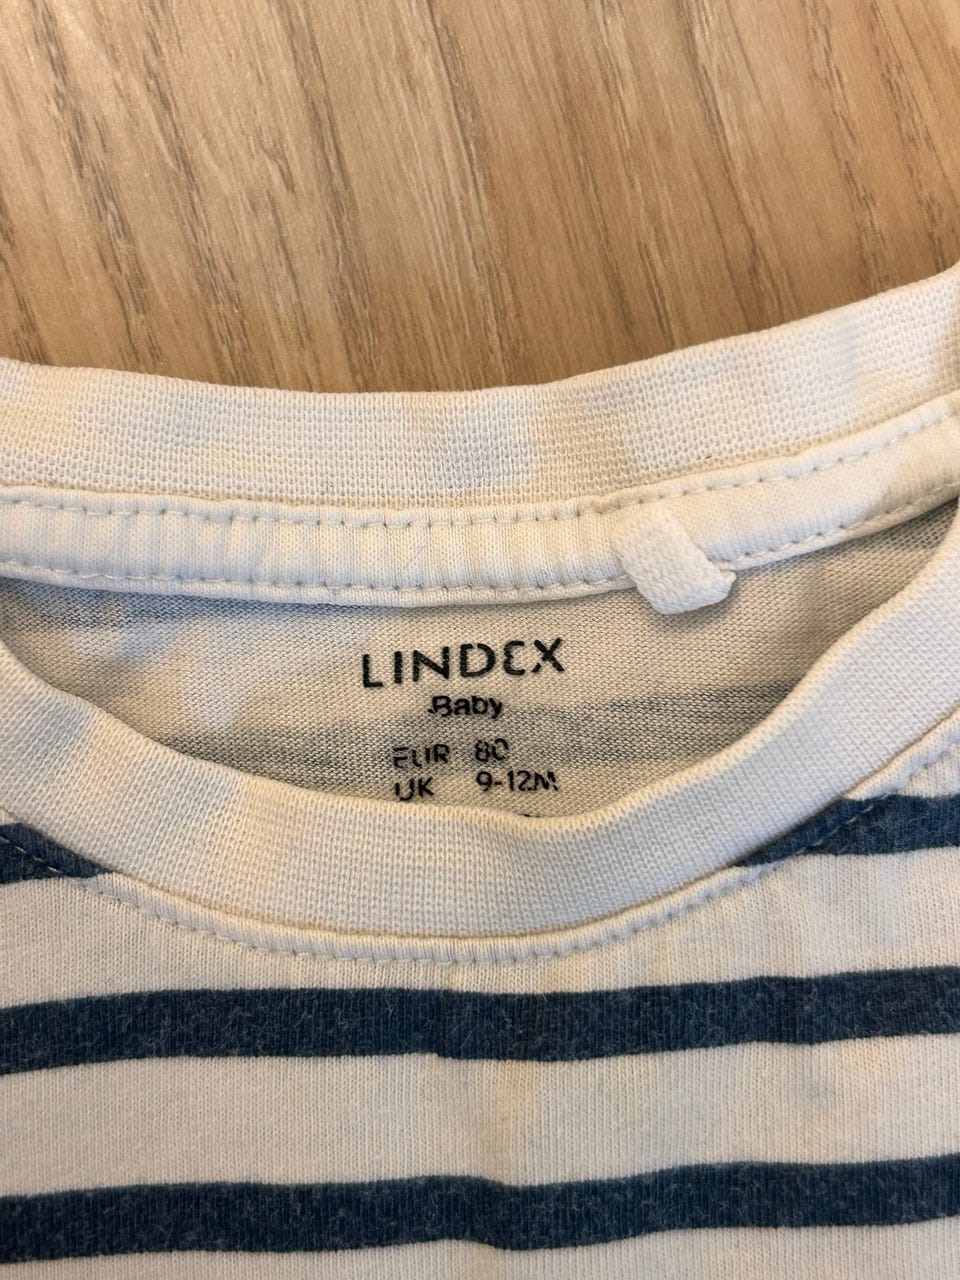 LINDEX
Baby
EUR 80
UK 9-12M